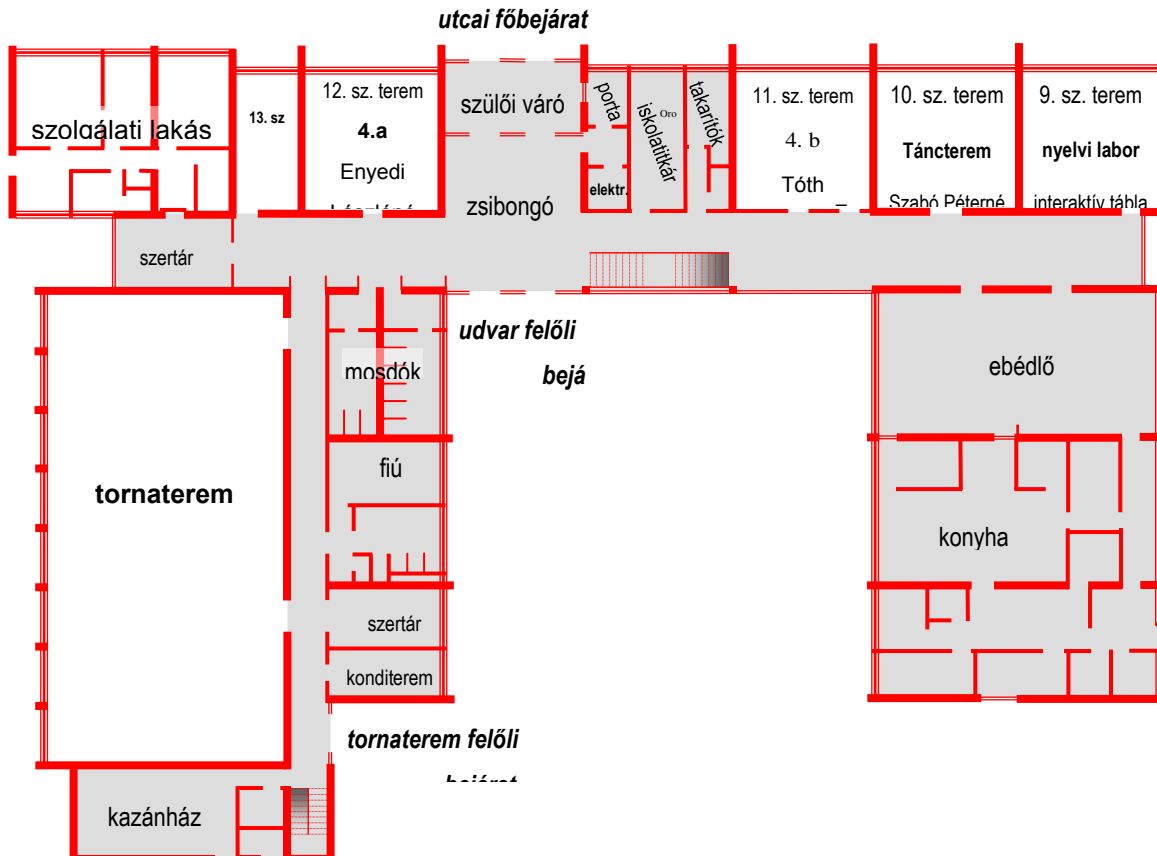 utcai főbejárat
szolgálati lakás
13. sz
12. sz. terem
4.a
Enyedi
szülői váró
zsibongó
porta
elektr.
iskolatitkár
Oro
takarítók
11. sz. terem
4. b
Tóth
10. sz. terem
Táncterem
Szabó Péterné
9. sz. terem
nyelvi labor
interaktív tábla
szertár
udvar felőli
bejá
mosdók
ebédlő
tornaterem
fiú
konyha
szertár
konditerem
tornaterem felőli
bejárat
kazánház